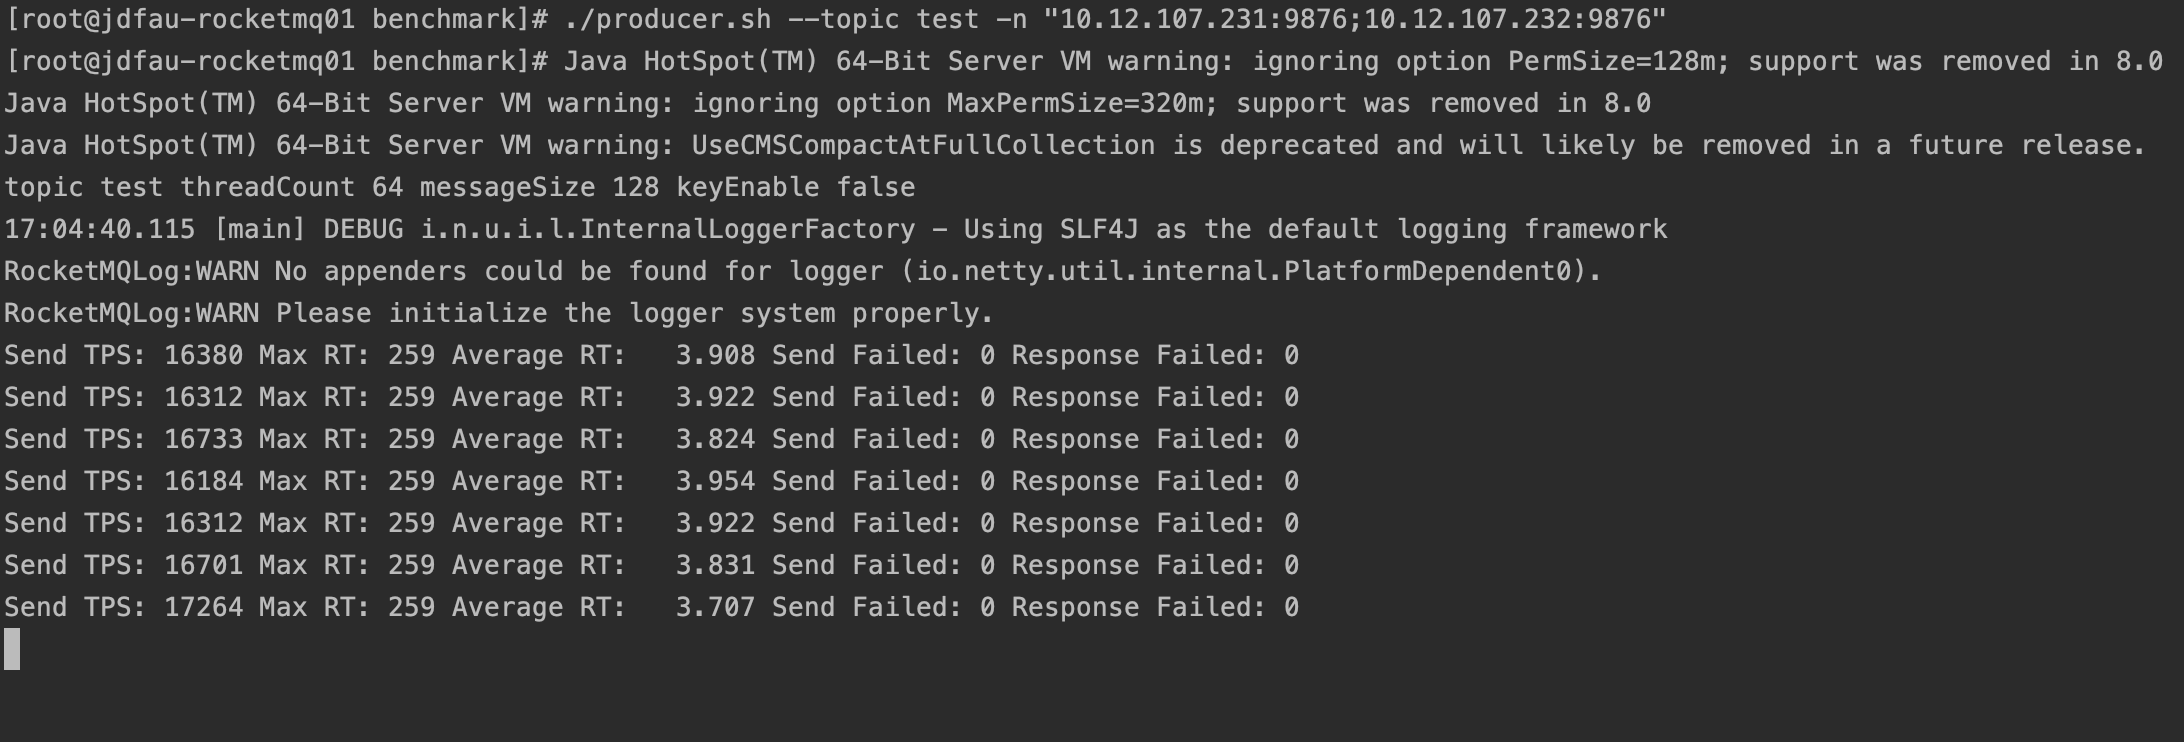 [root@jdfau-rocketmq01 benchmark]# ./producer.sh --topic test -n "10.12.107.231:9876;10.12.107.232:9876"
[root@jdfau-rocketmq01 benchmark]# Java HotSpot(TM) 64-Bit Server VM warning: ignoring option PermSize=128m; support was removed in 8.0
Java HotSpot(TM) 64-Bit Server VM warning: ignoring option MaxPermSize=320m; support was removed in 8.0
Java HotSpot(TM) 64-Bit Server VM warning: UseCMSCompactAtFullCollection is deprecated and will likely be removed in a future release.
topic test threadCount 64 messageSize 128 keyEnable false
17:04:40.115 [main] DEBUG i.n.u.i.l.InternalLoggerFactory - Using SLF4J as the default logging framework
RocketMQLog:WARN No appenders could be found for logger (io.netty.util.internal.PlatformDependent0).
RocketMQLog:WARN Please initialize the logger system properly.
Send TPS: 16380 Max RT: 259 Average RT:   3.908 Send Failed: 0 Response Failed: 0
Send TPS: 16312 Max RT: 259 Average RT:   3.922 Send Failed: 0 Response Failed: 0
Send TPS: 16733 Max RT: 259 Average RT:   3.824 Send Failed: 0 Response Failed: 0
Send TPS: 16184 Max RT: 259 Average RT:   3.954 Send Failed: 0 Response Failed: 0
Send TPS: 16312 Max RT: 259 Average RT:   3.922 Send Failed: 0 Response Failed: 0
Send TPS: 16701 Max RT: 259 Average RT:   3.831 Send Failed: 0 Response Failed: 0
Send TPS: 17264 Max RT: 259 Average RT:   3.707 Send Failed: 0 Response Failed: 0